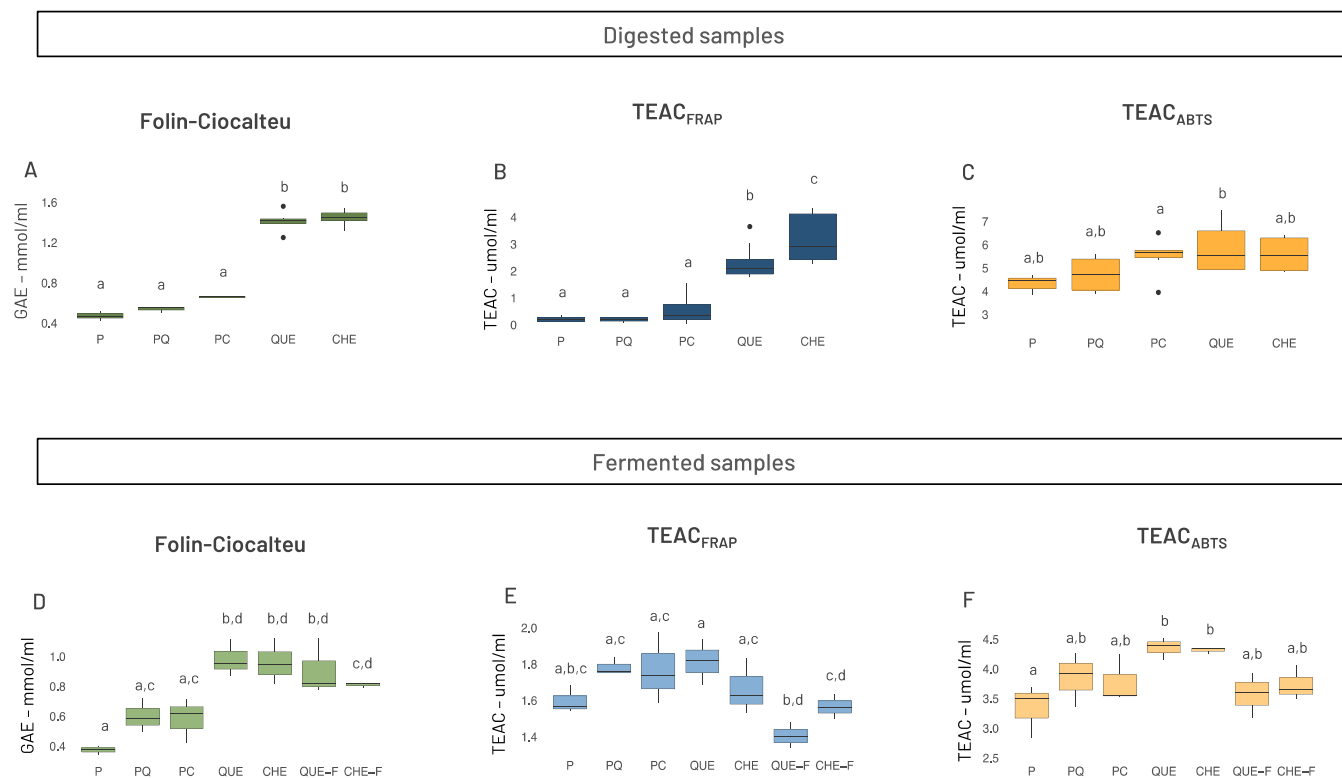 Digested samples
Folin-Ciocalteu
TEAC_FRAP
TEAC_ABTS
A
B
C
GAE – mmol/ml
1.6
1.2
0.8
0.4
a
a
a
b
b
P
PQ
PC
QUE
CHE
TEAC – umol/ml
4
3
2
1
0
a
a
a
b
c
P
PQ
PC
QUE
CHE
TEAC – umol/ml
7
6
5
4
3
a,b
a,b
a
b
a,b
P
PQ
PC
QUE
CHE
Fermented samples
Folin-Ciocalteu
TEAC_FRAP
TEAC_ABTS
D
E
F
GAE – mmol/ml
1.0
0.8
0.6
0.4
a
a,c
a,c
b,d
b,d
b,d
c,d
P
PQ
PC
QUE
CHE
QUE–F
CHE–F
TEAC – umol/ml
2.0
1.8
1.6
1.4
a,b,c
a,c
a,c
a
a,c
b,d
c,d
P
PQ
PC
QUE
CHE
QUE–F
CHE–F
TEAC – umol/ml
4.5
4.0
3.5
3.0
2.5
a
a,b
a,b
b
b
a,b
a,b
P
PQ
PC
QUE
CHE
QUE–F
CHE–F